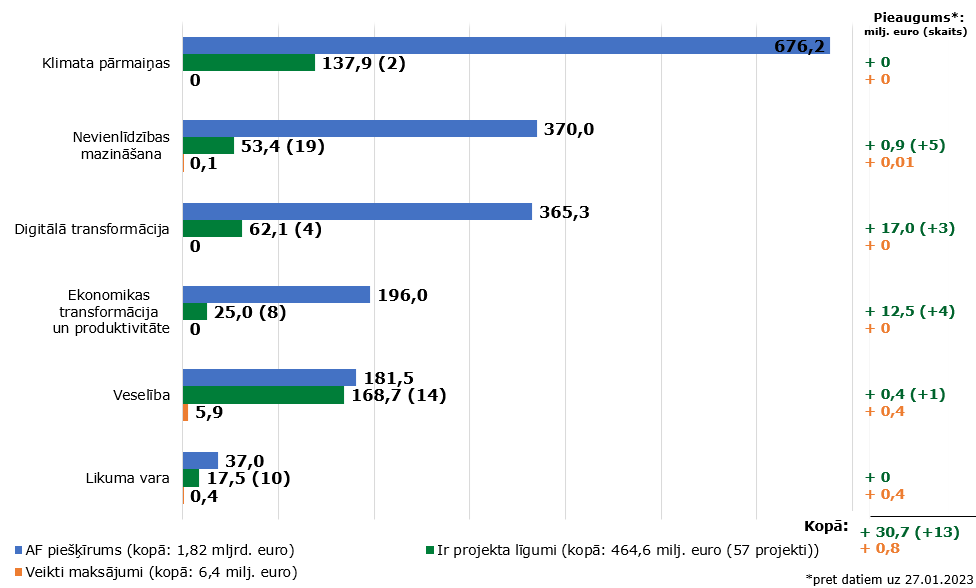 Pieaugums*:
milj. euro (skaits)
Klimata pārmaiņas
676,2
137,9 (2)
0
+ 0
+ 0
Nevienlīdzības
mazināšana
370,0
53,4 (19)
0,1
+ 0,9 (+5)
+ 0,01
Digitālā transformācija
365,3
62,1 (4)
0
+ 17,0 (+3)
+ 0
Ekonomikas
transformācija
un produktivitāte
196,0
25,0 (8)
0
+ 12,5 (+4)
+ 0
Veselība
181,5
168,7 (14)
5,9
+ 0,4 (+1)
+ 0,4
Likuma vara
37,0
17,5 (10)
0,4
+ 0
+ 0,4
Kopā:
+ 30,7 (+13)
+ 0,8
AF piešķīrums (kopā: 1,82 mljrd. euro)
Ir projekta līgumi (kopā: 464,6 milj. euro (57 projekti))
Veikti maksājumi (kopā: 6,4 milj. euro)
*pret datiem uz 27.01.2023